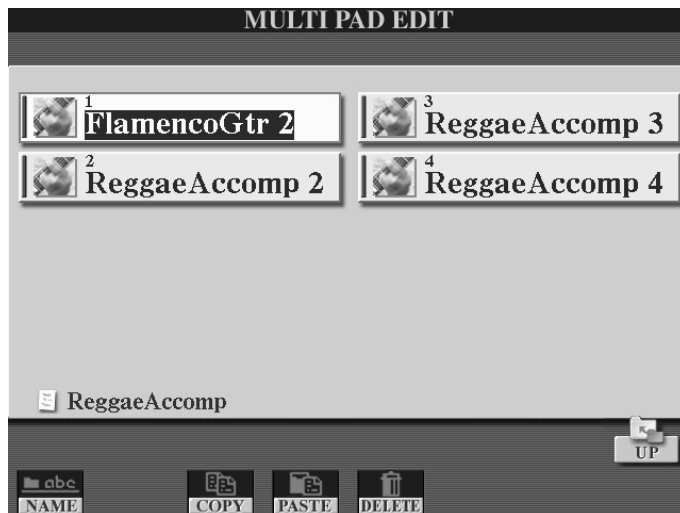 MULTI PAD EDIT
1
FlamencoGtr 2
3
ReggaeAccomp 3
2
ReggaeAccomp 2
4
ReggaeAccomp 4
ReggaeAccomp
UP
abc
NAME
COPY
PASTE
DELETE